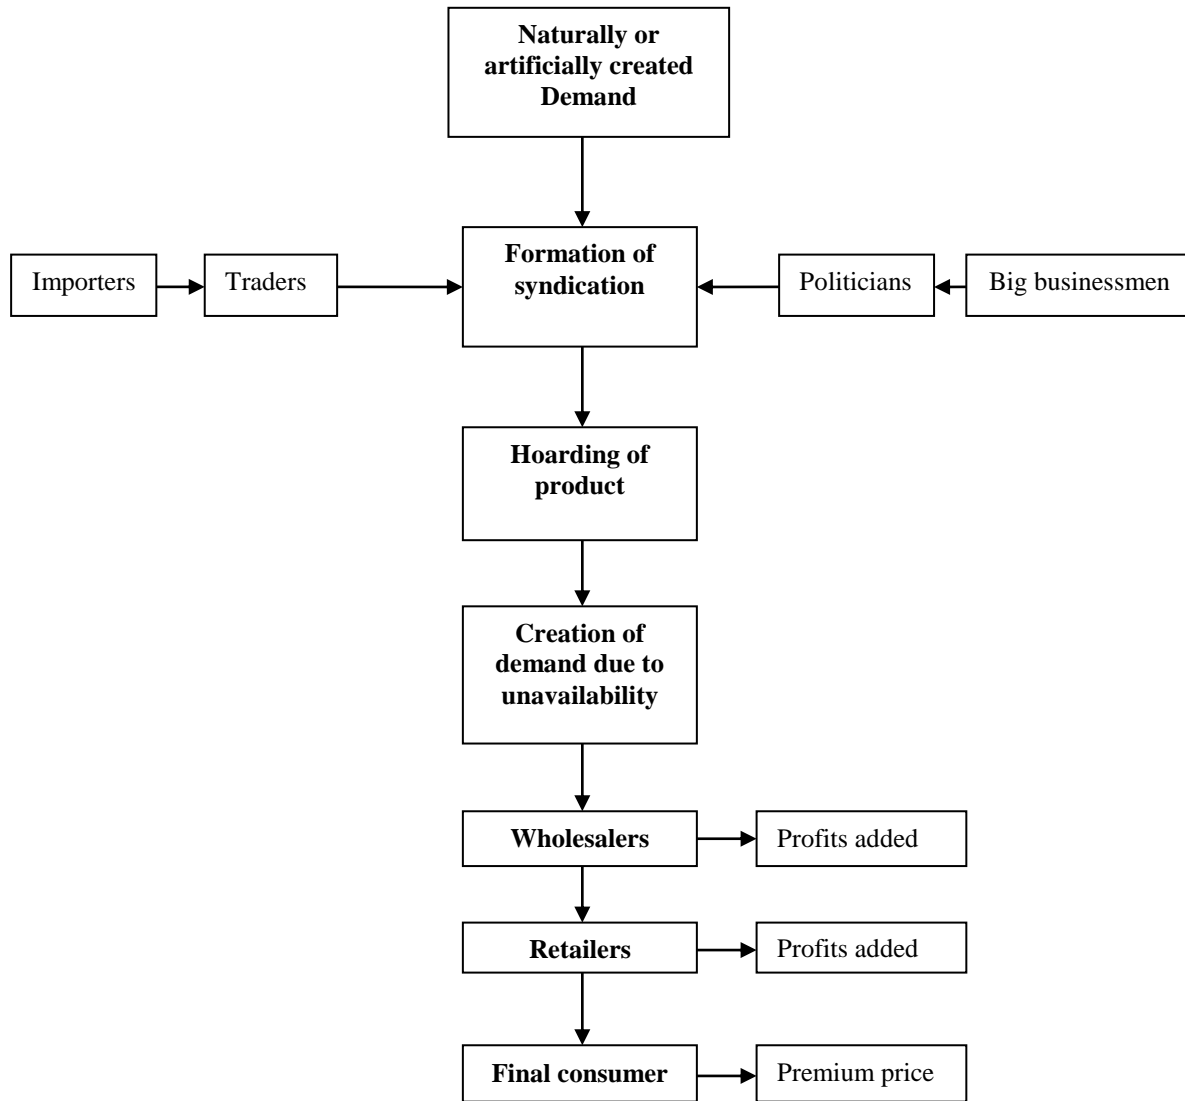 Naturally or
artificially created
Demand
Formation of
syndication
Importers
Traders
Politicians
Big businessmen
Hoarding of
product
Creation of
demand due to
unavailability
Wholesalers
Profits added
Retailers
Profits added
Final consumer
Premium price